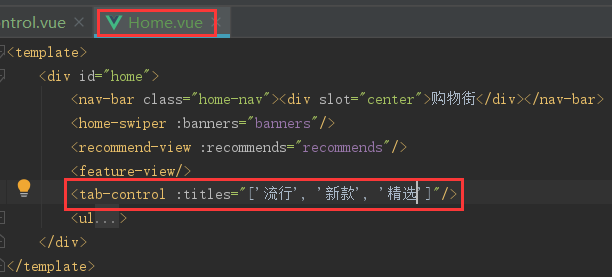 ntrol.vue × Home.vue ×
<template>
<div id="home">
<nav-bar class="home-nav"><div slot="center">购物街</div></nav-bar>
<home-swiper :banners="banners"/>
<recommend-view :recommends="recommends"/>
<feature-view/>
<tab-control :titles="['流行', '新款', '精选']"/>
<ul...>
</div>
</template>